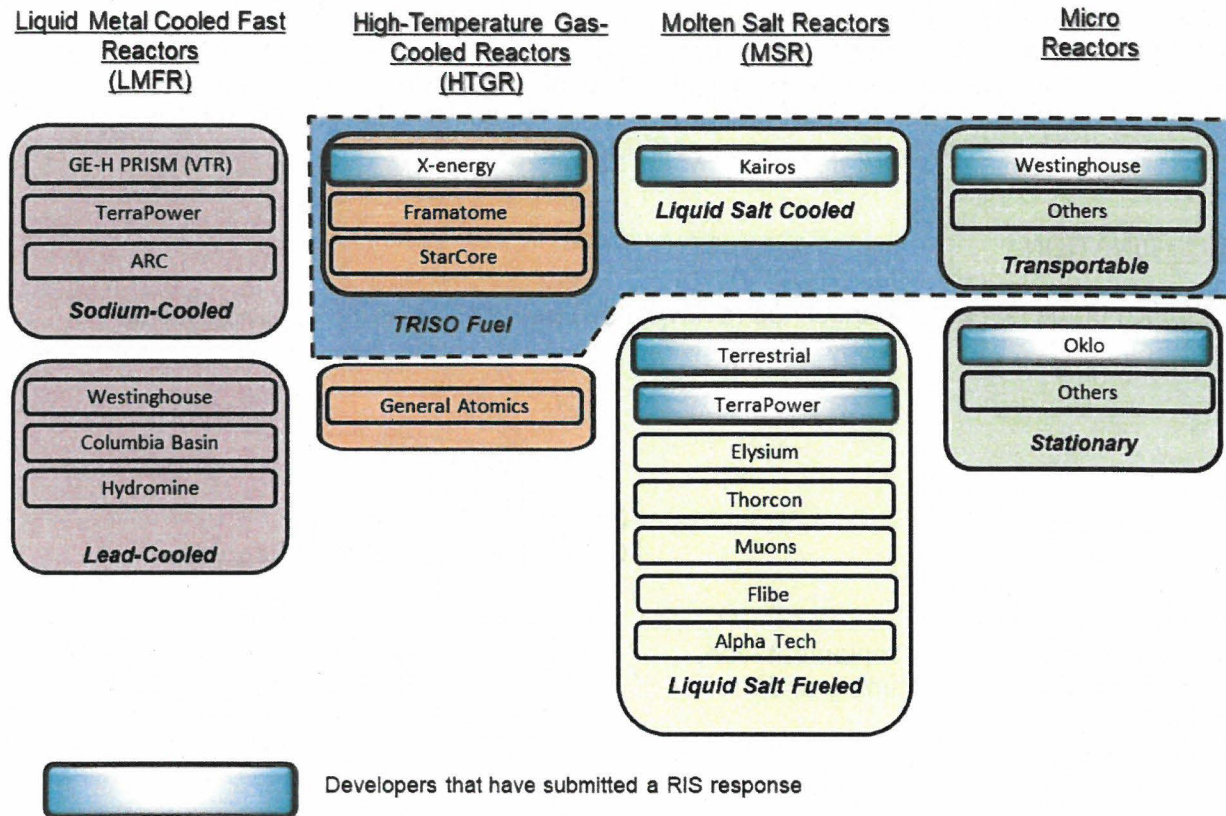 Liquid Metal Cooled Fast
Reactors
(LMFR)
GE-H PRISM (VTR)
TerraPower
ARC
Sodium-Cooled
Westinghouse
Columbia Basin
Hydromine
Lead-Cooled
High-Temperature Gas-
Cooled Reactors
(HTGR)
X-energy
Framatome
StarCore
TRISO Fuel
General Atomics
Molten Salt Reactors
(MSR)
Kairos
Liquid Salt Cooled
Terrestrial
TerraPower
Elysium
Thorcon
Muons
Flibe
Alpha Tech
Liquid Salt Fueled
Micro
Reactors
Westinghouse
Others
Transportable
Oklo
Others
Stationary
Developers that have submitted a RIS response